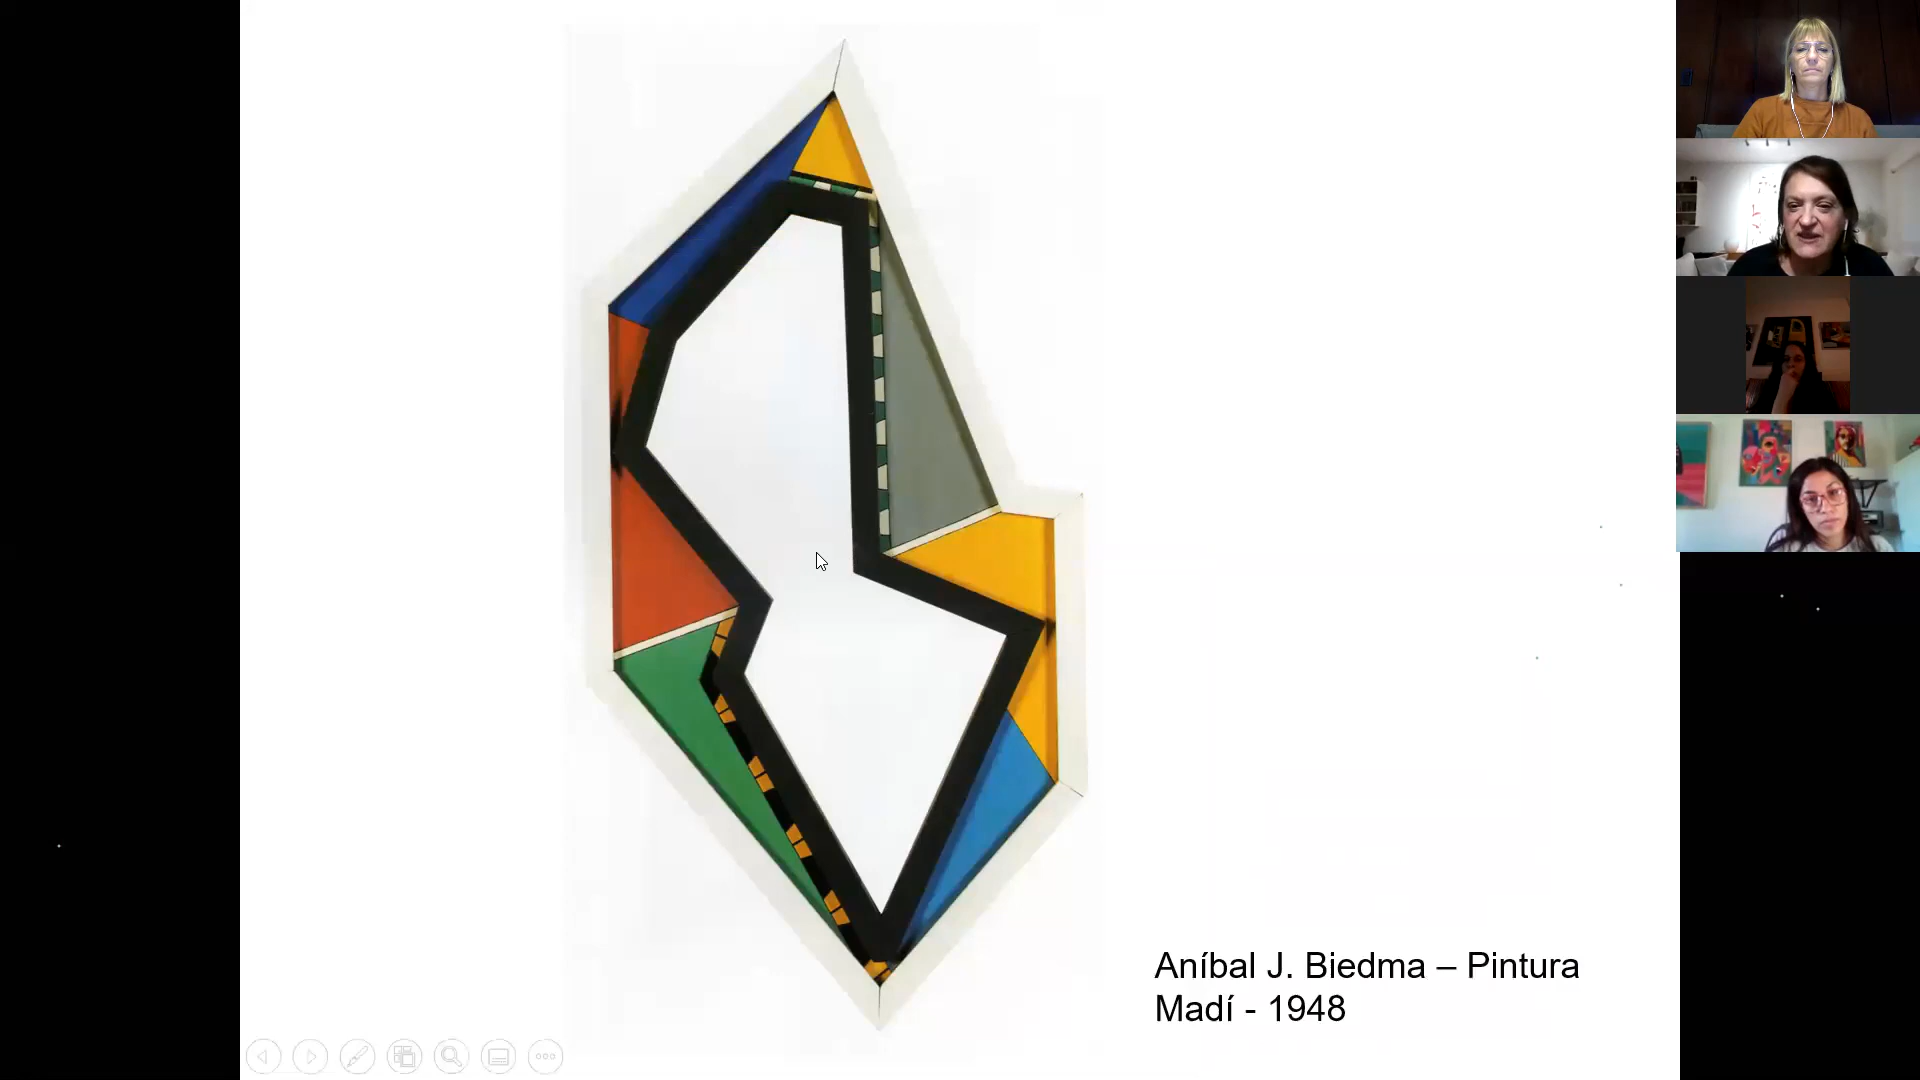 Aníbal J. Biedma – Pintura
Madí - 1948